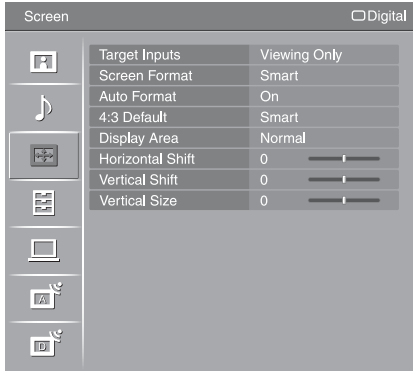 Screen Digital
Target Inputs Viewing Only
Screen Format Smart
Auto Format On
4:3 Default Smart
Display Area Normal
Horizontal Shift 0
Vertical Shift 0
Vertical Size 0
A
D